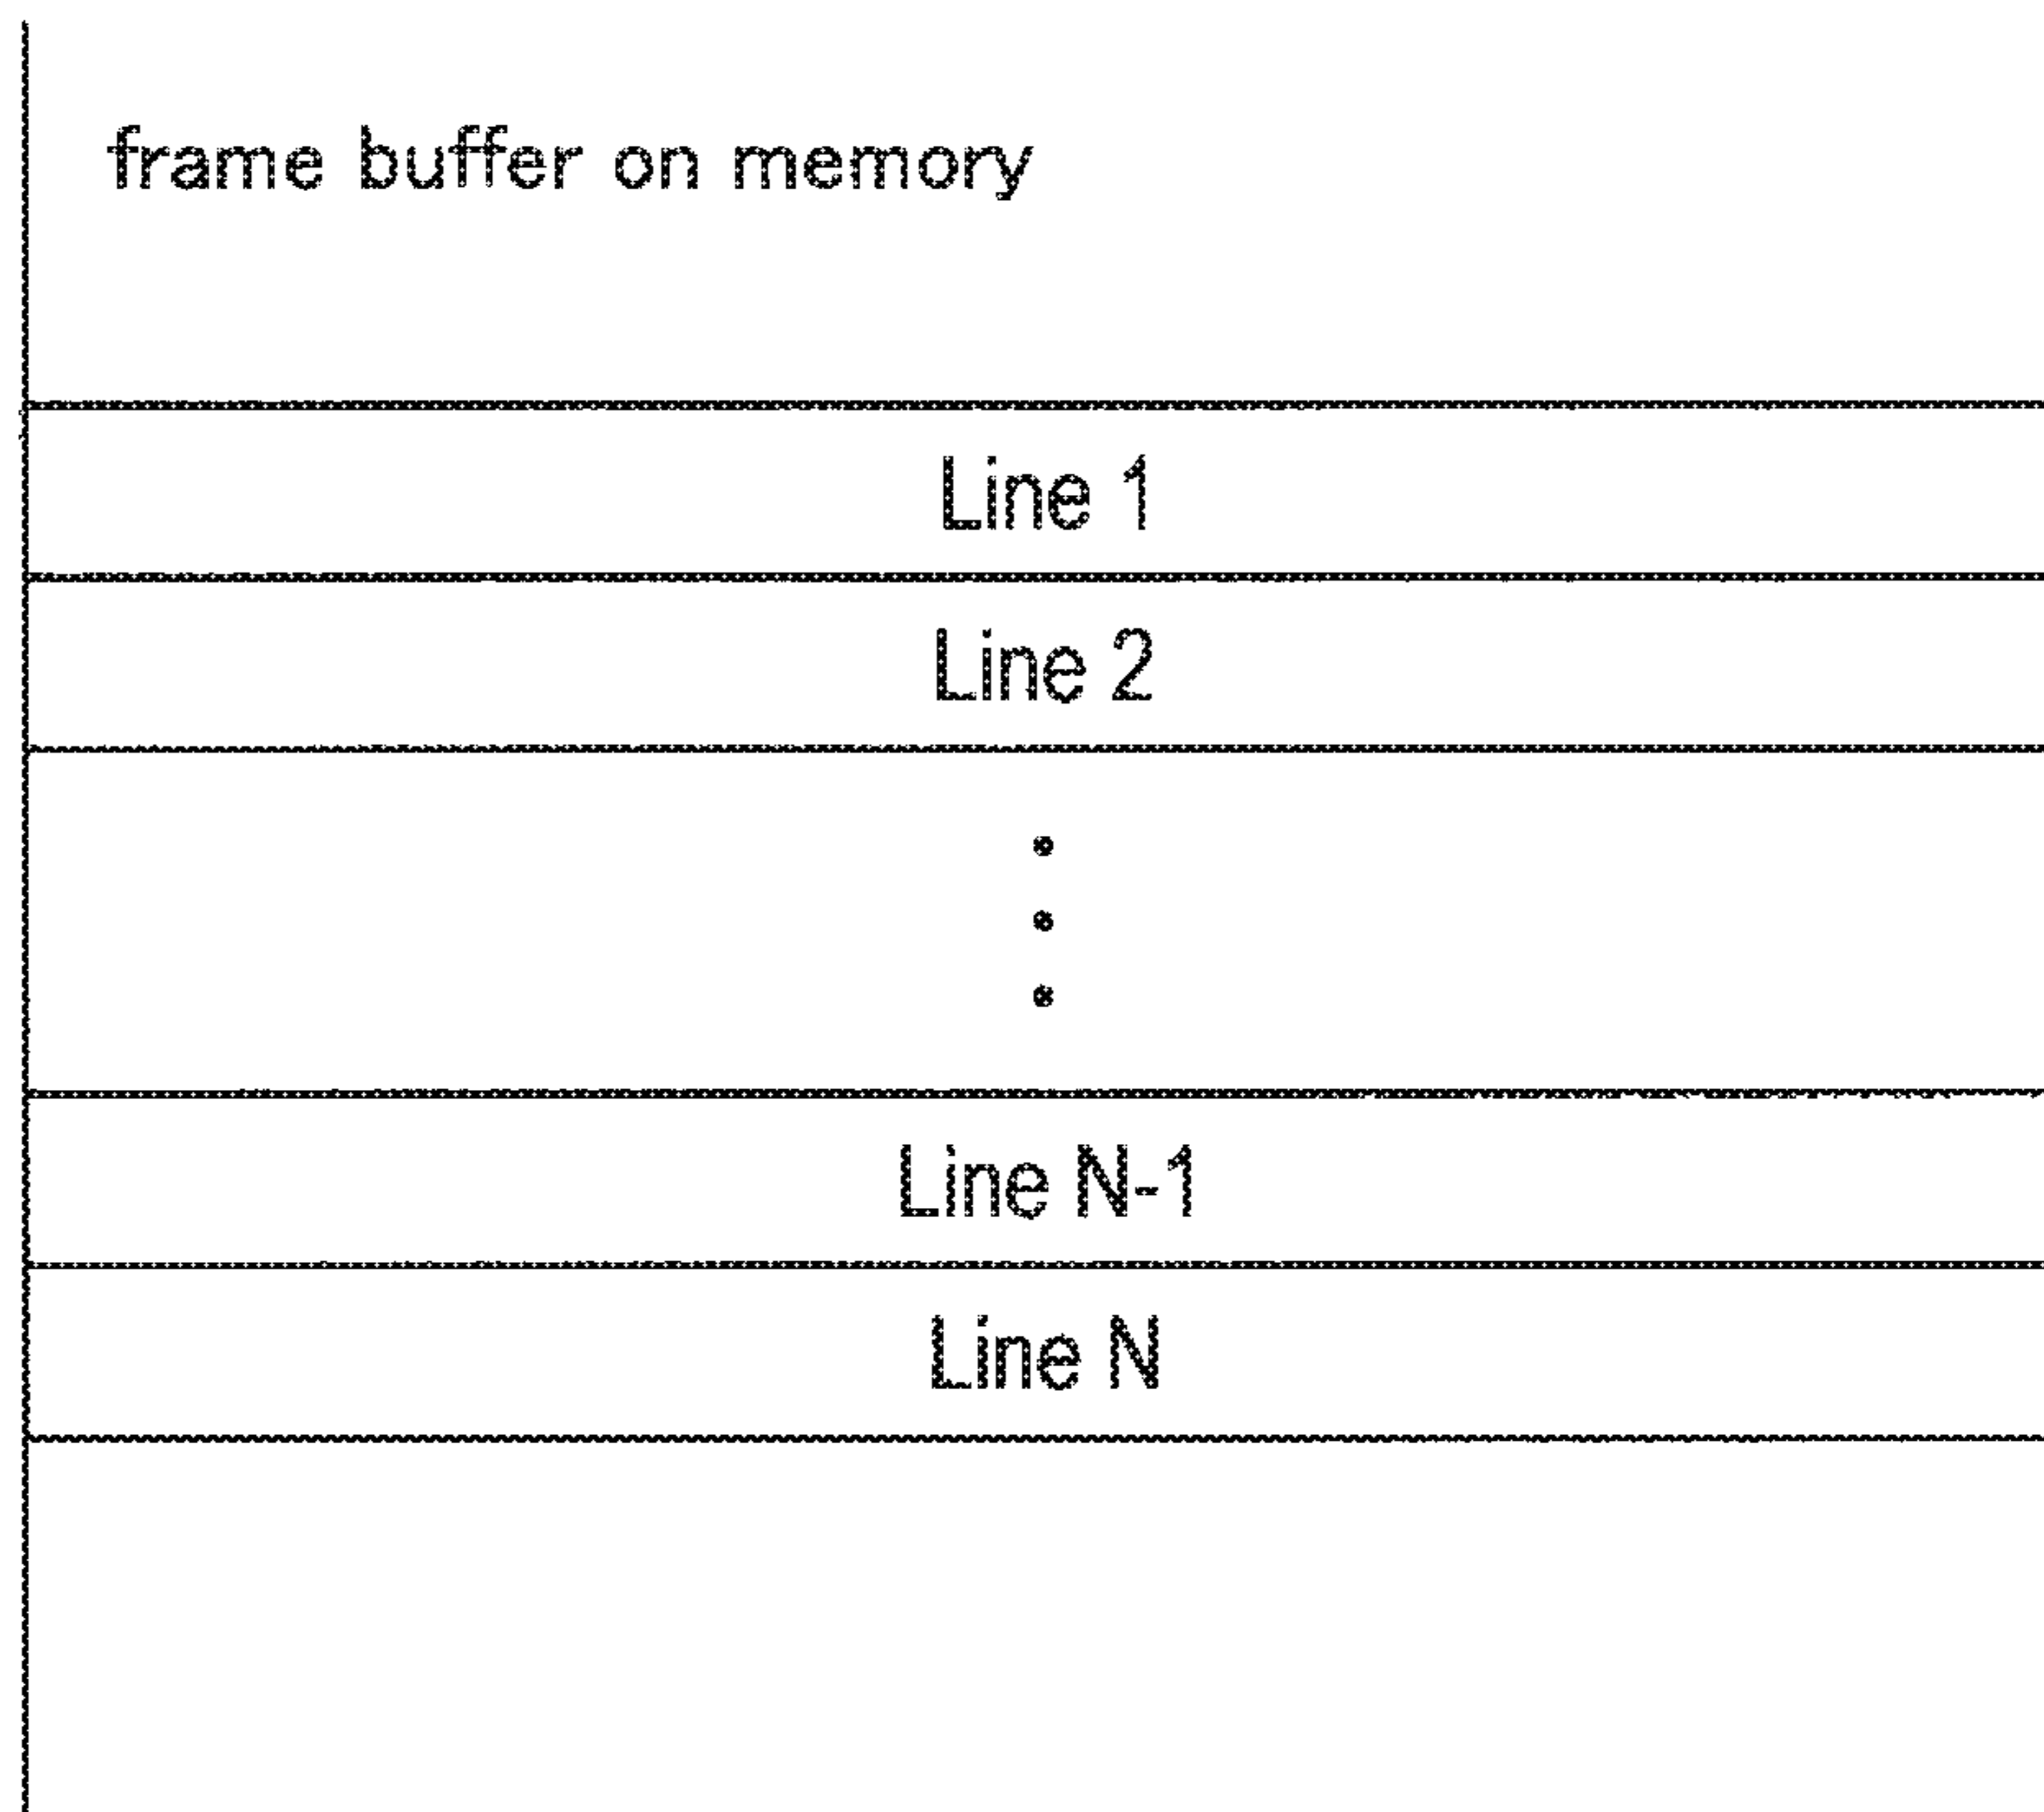 frame buffer on memory
Line 1
Line 2
Line N-1
Line N